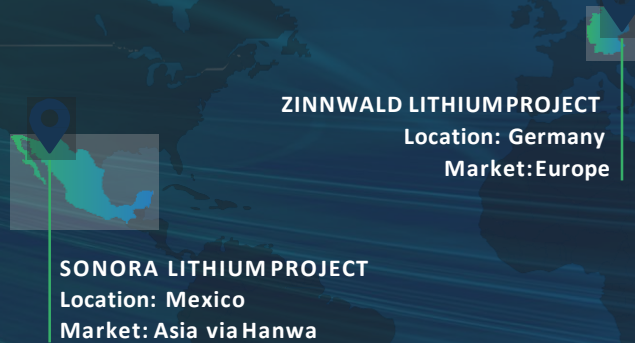 ZINNWALD LITHIUM PROJECT
Location: Germany
Market: Europe
SONORA LITHIUM PROJECT
Location: Mexico
Market: Asia via Hanwa